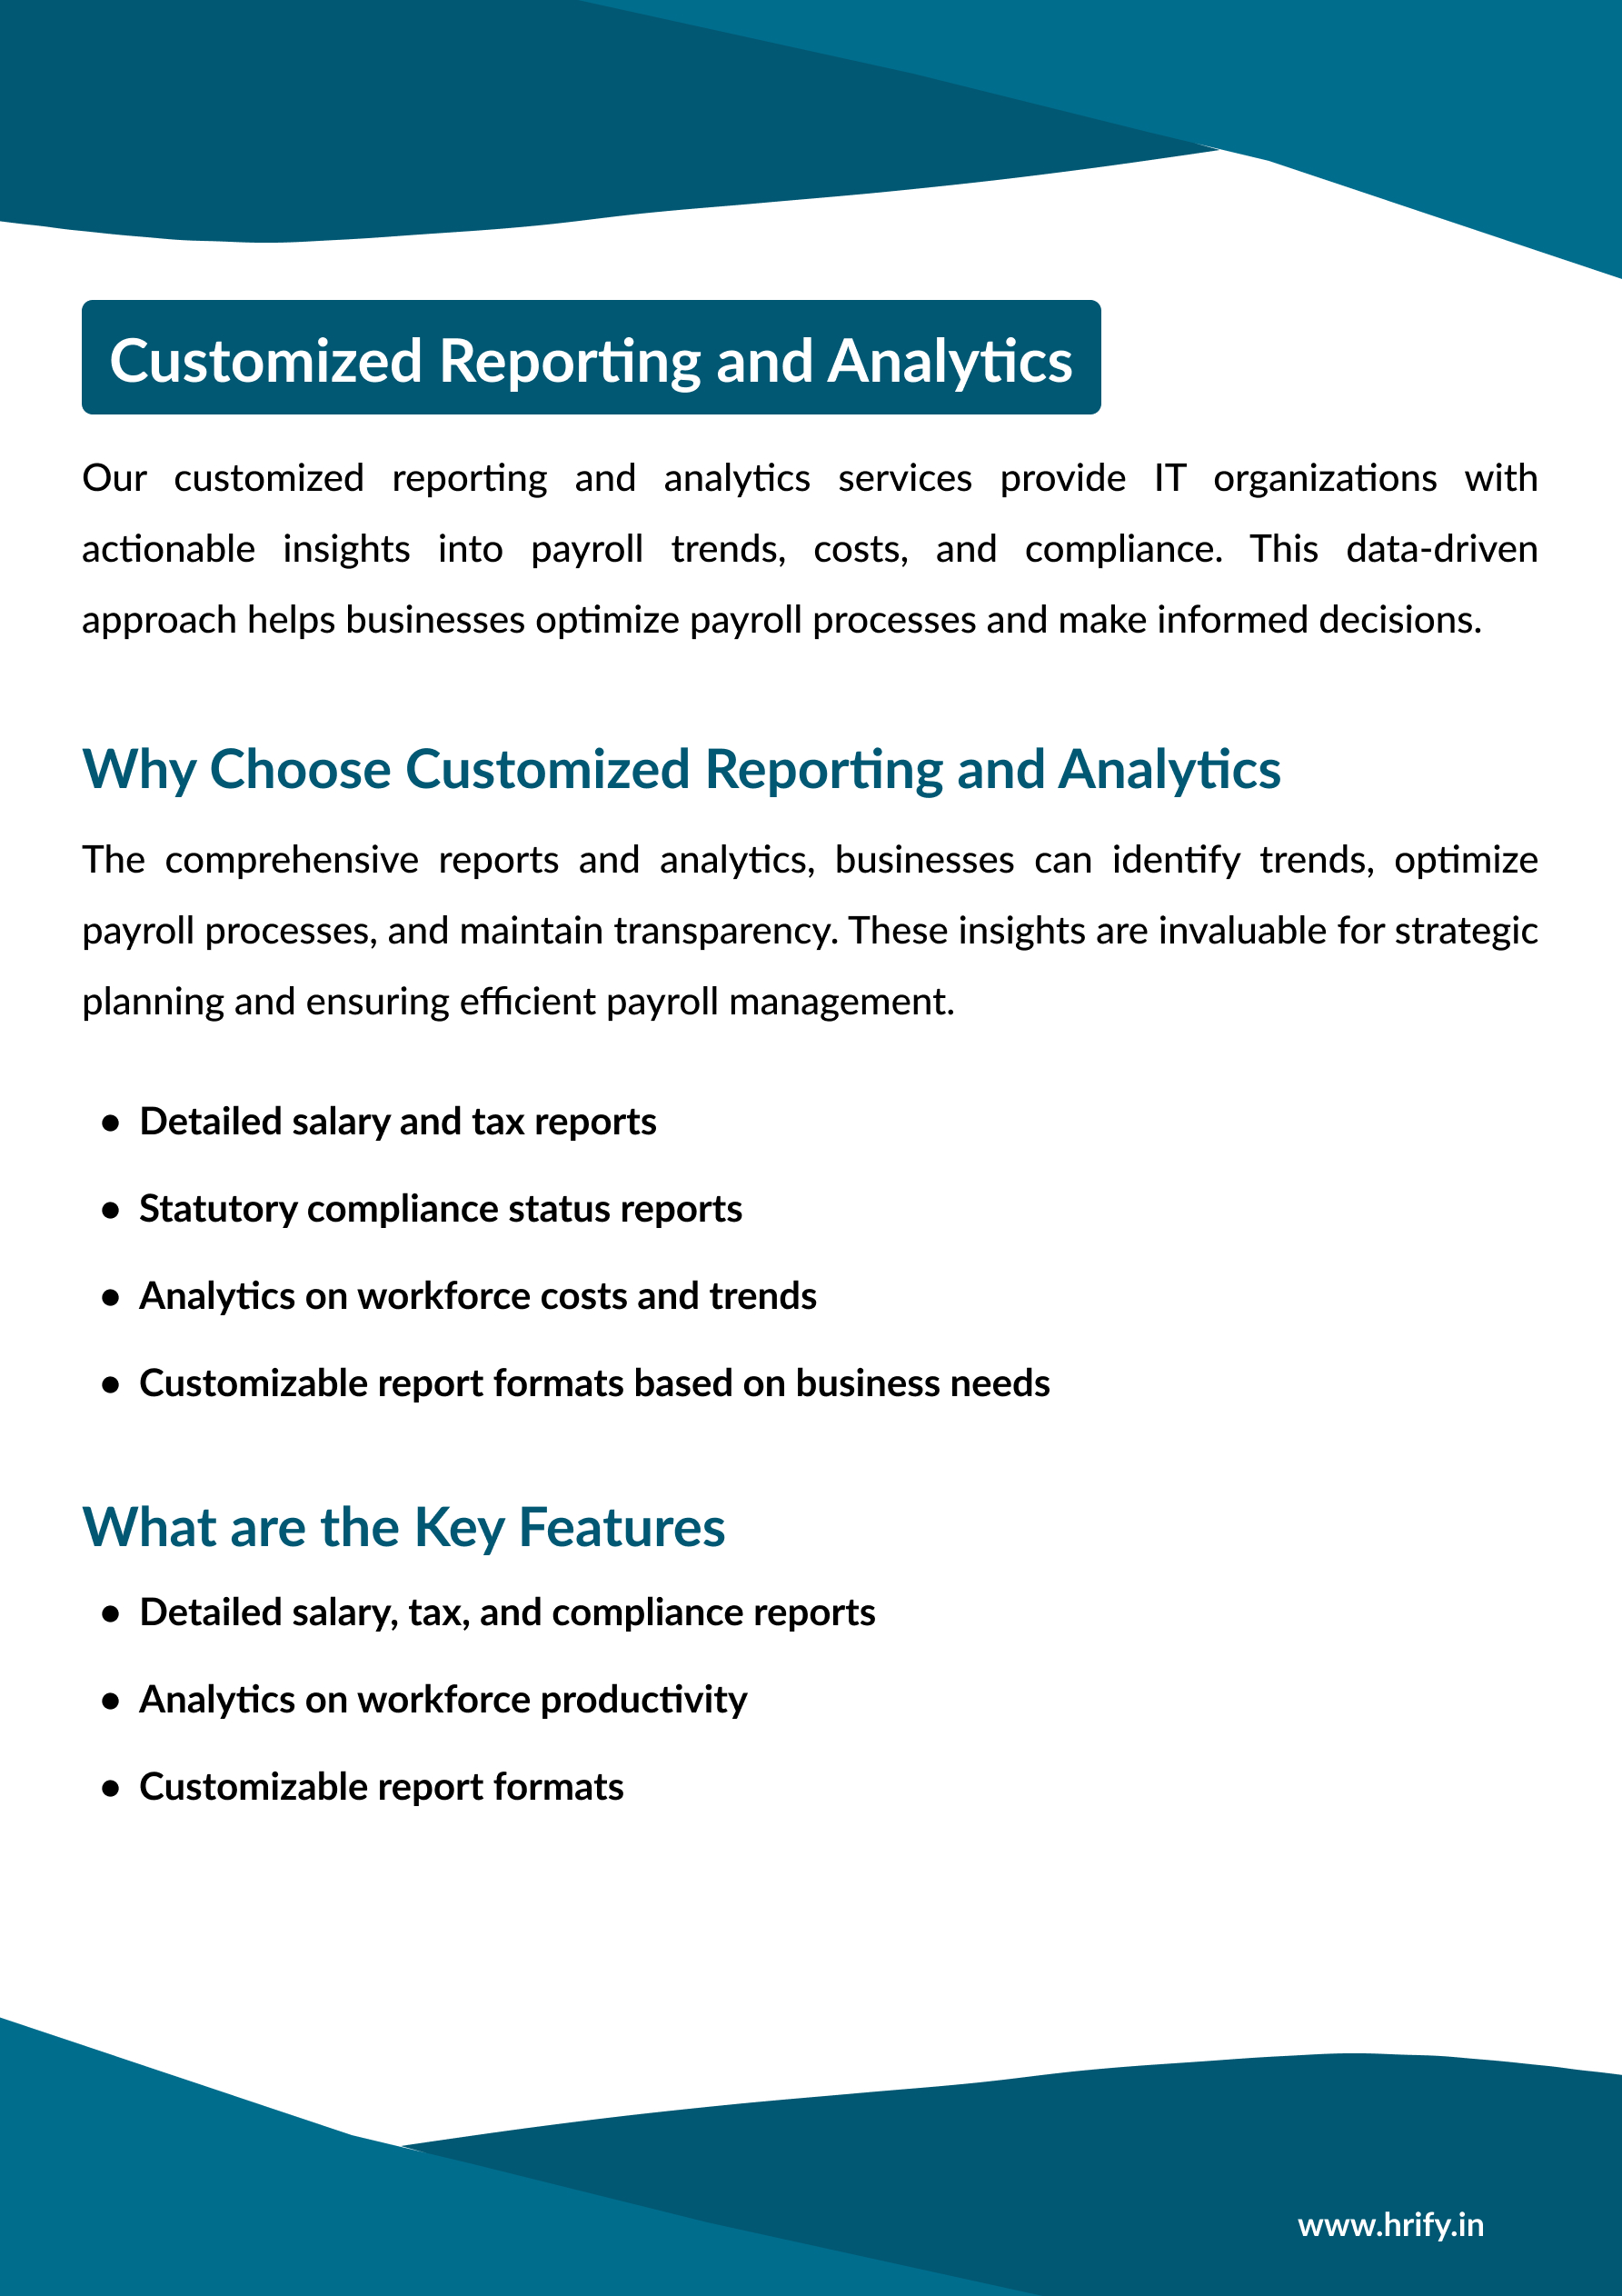 Customized Reporting and Analytics
Our customized reporting and analytics services provide IT organizations with
actionable insights into payroll trends, costs, and compliance. This data-driven
approach helps businesses optimize payroll processes and make informed decisions.
Why Choose Customized Reporting and Analytics
The comprehensive reports and analytics, businesses can identify trends, optimize
payroll processes, and maintain transparency. These insights are invaluable for strategic
planning and ensuring efficient payroll management.
● Detailed salary and tax reports
● Statutory compliance status reports
● Analytics on workforce costs and trends
● Customizable report formats based on business needs
What are the Key Features
● Detailed salary, tax, and compliance reports
● Analytics on workforce productivity
● Customizable report formats
www.hrify.in